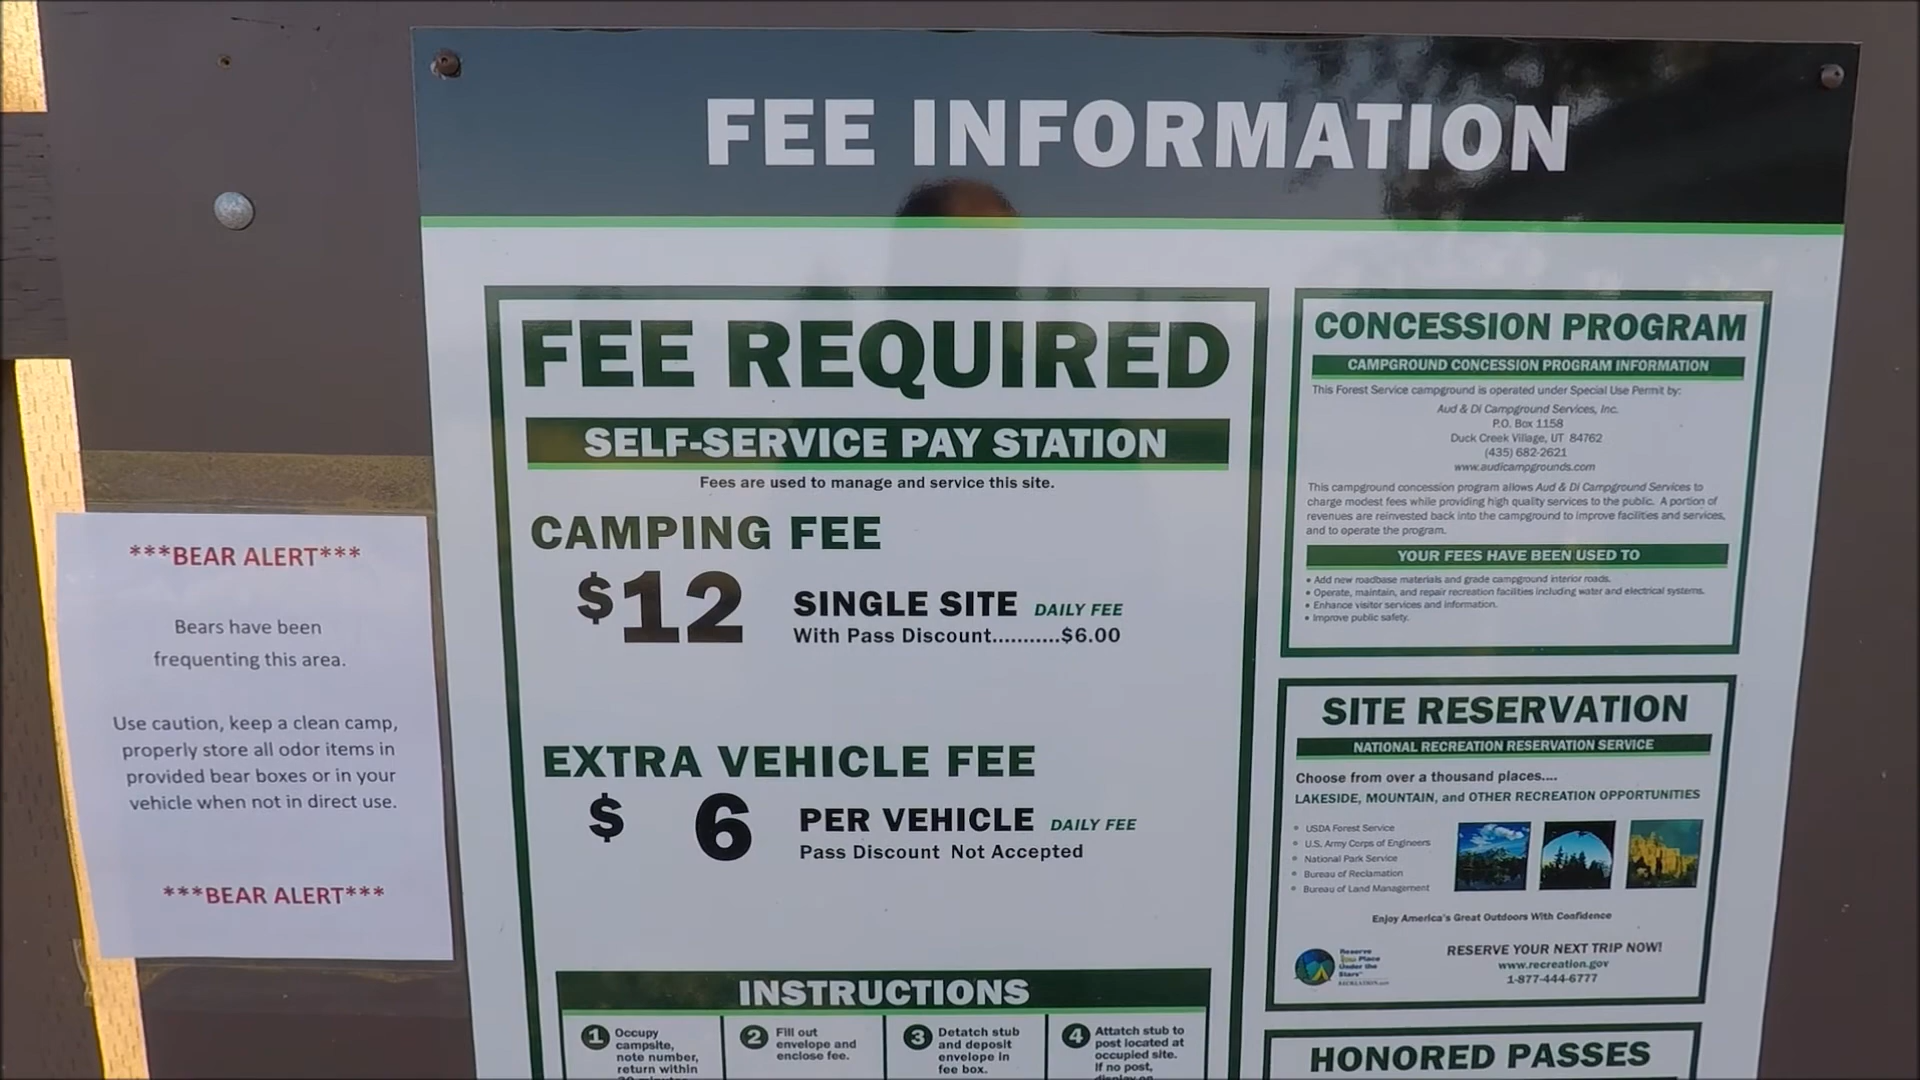 FEE INFORMATION
***BEAR ALERT***
Bears have been
frequenting this area.
Use caution, keep a clean camp,
properly store all odor items in
provided bear boxes or in your
vehicle when not in direct use.
***BEAR ALERT***
FEE REQUIRED
SELF-SERVICE PAY STATION
Fees are used to manage and service this site.
CAMPING FEE
$12 SINGLE SITE DAILY FEE
With Pass Discount...........$6.00
EXTRA VEHICLE FEE
$ 6 PER VEHICLE DAILY FEE
Pass Discount Not Accepted
INSTRUCTIONS
1 Occupy
campsite,
note number,
return within
2 Fill out
envelope and
enclose fee.
3 Detatch stub
and deposit
envelope in
fee box.
4 Attatch stub to
post located at
occupied site.
If no post,
CONCESSION PROGRAM
CAMPGROUND CONCESSION PROGRAM INFORMATION
This Forest Service campground is operated under Special Use Permit by:
Aud & Di Campground Services, Inc.
P.O. Box 1158
Duck Creek Village, UT 84762
(435) 682-2621
www.audicampgrounds.com
This campground concession program allows Aud & Di Campground Services to
charge modest fees while providing high quality services to the public. A portion of
revenues are reinvested back into the campground to improve facilities and services,
and to operate the program.
YOUR FEES HAVE BEEN USED TO
• Add new roadbase materials and grade campground interior roads.
• Operate, maintain, and repair recreation facilities including water and electrical systems.
• Enhance visitor services and information.
• Improve public safety.
SITE RESERVATION
NATIONAL RECREATION RESERVATION SERVICE
Choose from over a thousand places....
LAKESIDE, MOUNTAIN, and OTHER RECREATION OPPORTUNITIES
• USDA Forest Service
• U.S. Army Corps of Engineers
• National Park Service
• Bureau of Reclamation
• Bureau of Land Management
Enjoy America's Great Outdoors With Confidence
Reserve
Your Place
Under the
Stars
RESERVE YOUR NEXT TRIP NOW!
www.recreation.gov
1-877-444-6777
HONORED PASSES